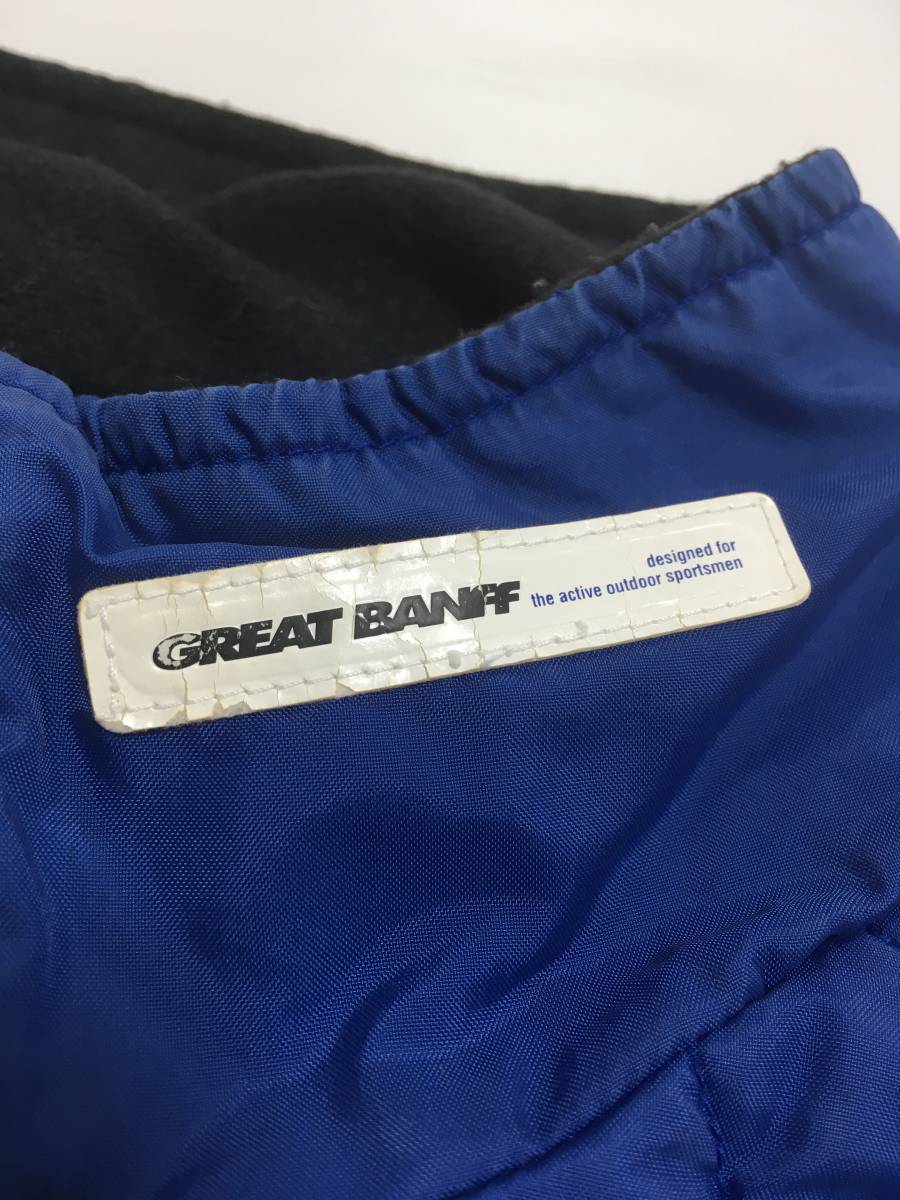 GREAT BANFF
designed for
the active outdoor sportsmen